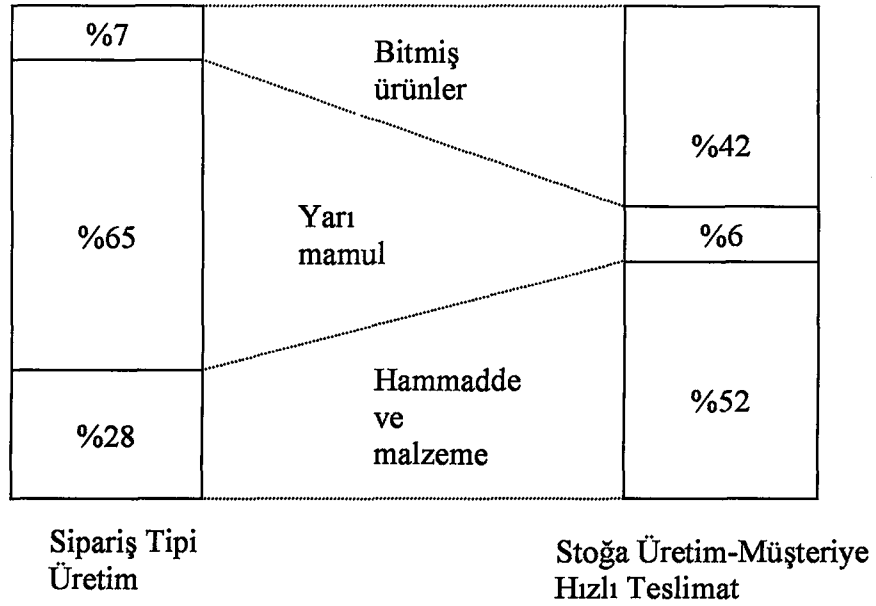 %7
%65
%28
Bitmiş
ürünler
Yarı
mamul
Hammadde
ve
malzeme
%42
%6
%52
Sipariş Tipi
Üretim
Stoğa Üretim-Müşteriye
Hızlı Teslimat